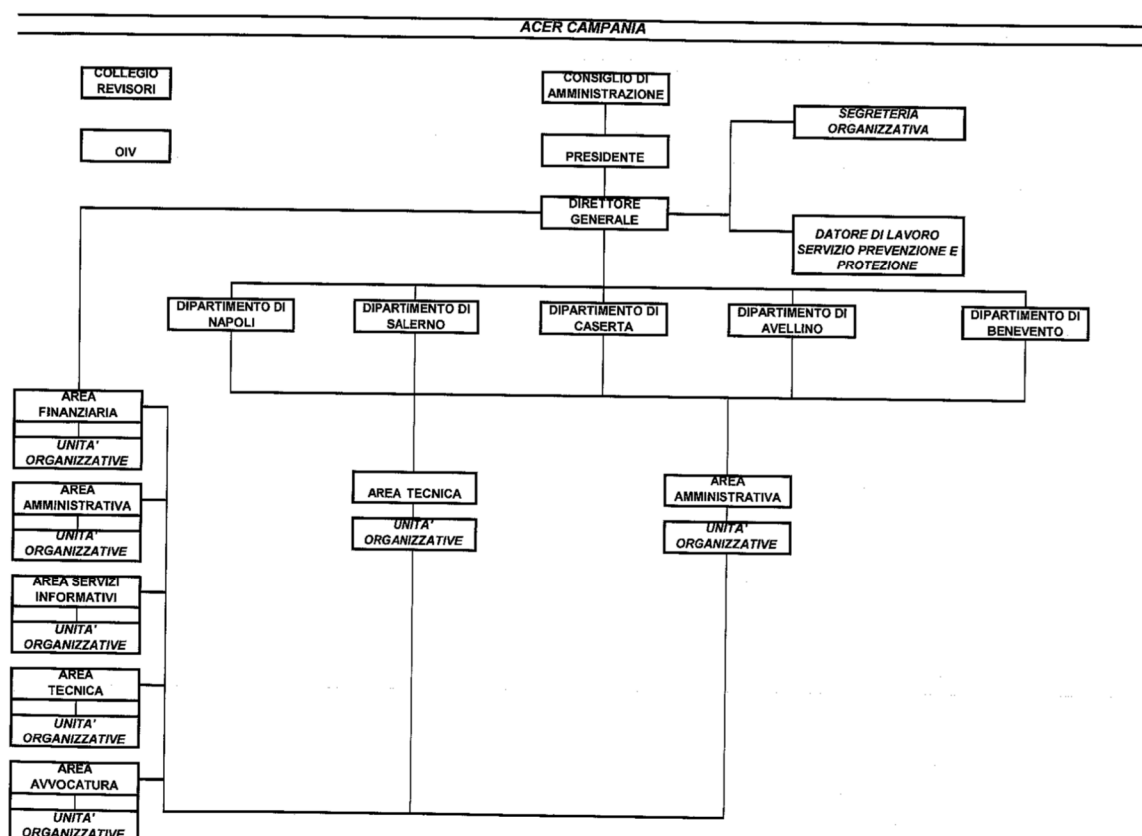 ACER CAMPANIA
COLLEGIO
REVISORI
OIV
CONSIGLIO DI
AMMINISTRAZIONE
PRESIDENTE
DIRETTORE
GENERALE
SEGRETERIA
ORGANIZZATIVA
DATORE DI LAVORO
SERVIZIO PREVENZIONE E
PROTEZIONE
DIPARTIMENTO DI
NAPOLI
DIPARTIMENTO DI
SALERNO
DIPARTIMENTO DI
CASERTA
DIPARTIMENTO DI
AVELLINO
DIPARTIMENTO DI
BENEVENTO
AREA
FINANZIARIA
UNITA'
ORGANIZZATIVE
AREA
AMMINISTRATIVA
UNITA'
ORGANIZZATIVE
AREA SERVIZI
INFORMATIVI
UNITA'
ORGANIZZATIVE
AREA
TECNICA
UNITA'
ORGANIZZATIVE
AREA
AVVOCATURA
UNITA'
ORGANIZZATIVE
AREA TECNICA
UNITA'
ORGANIZZATIVE
AREA
AMMINISTRATIVA
UNITA'
ORGANIZZATIVE